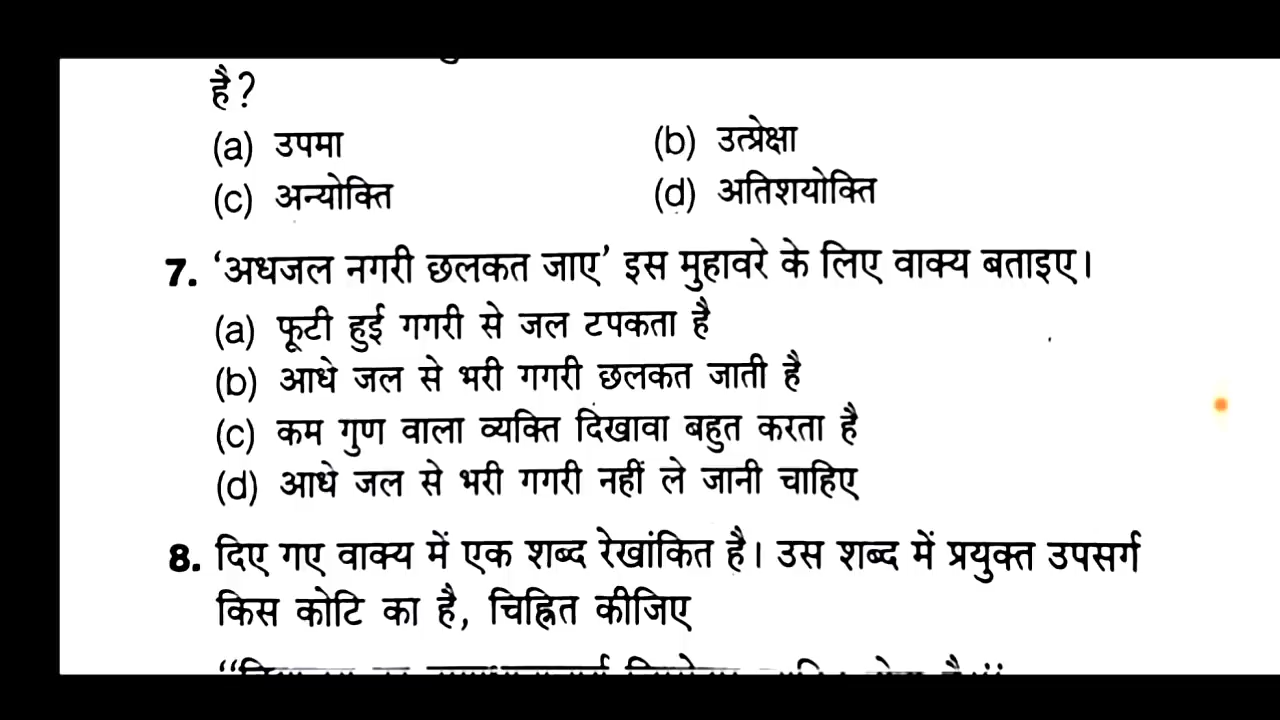 है?
(a) उपमा (b) उत्प्रेक्षा
(c) अन्योक्ति (d) अतिशयोक्ति
7. ‘अधजल नगरी छलकत जाए’ इस मुहावरे के लिए वाक्य बताइए।
(a) फूटी हुई गगरी से जल टपकता है
(b) आधे जल से भरी गगरी छलकत जाती है
(c) कम गुण वाला व्यक्ति दिखावा बहुत करता है
(d) आधे जल से भरी गगरी नहीं ले जानी चाहिए
8. दिए गए वाक्य में एक शब्द रेखांकित है। उस शब्द में प्रयुक्त उपसर्ग
किस कोटि का है, चिह्नित कीजिए